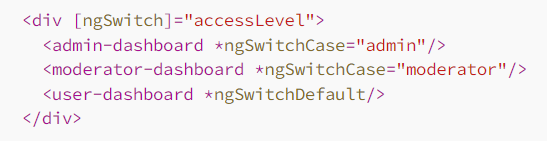 <div [ngSwitch]="accessLevel">
  <admin-dashboard *ngSwitchCase="admin"/>
  <moderator-dashboard *ngSwitchCase="moderator"/>
  <user-dashboard *ngSwitchDefault/>
</div>